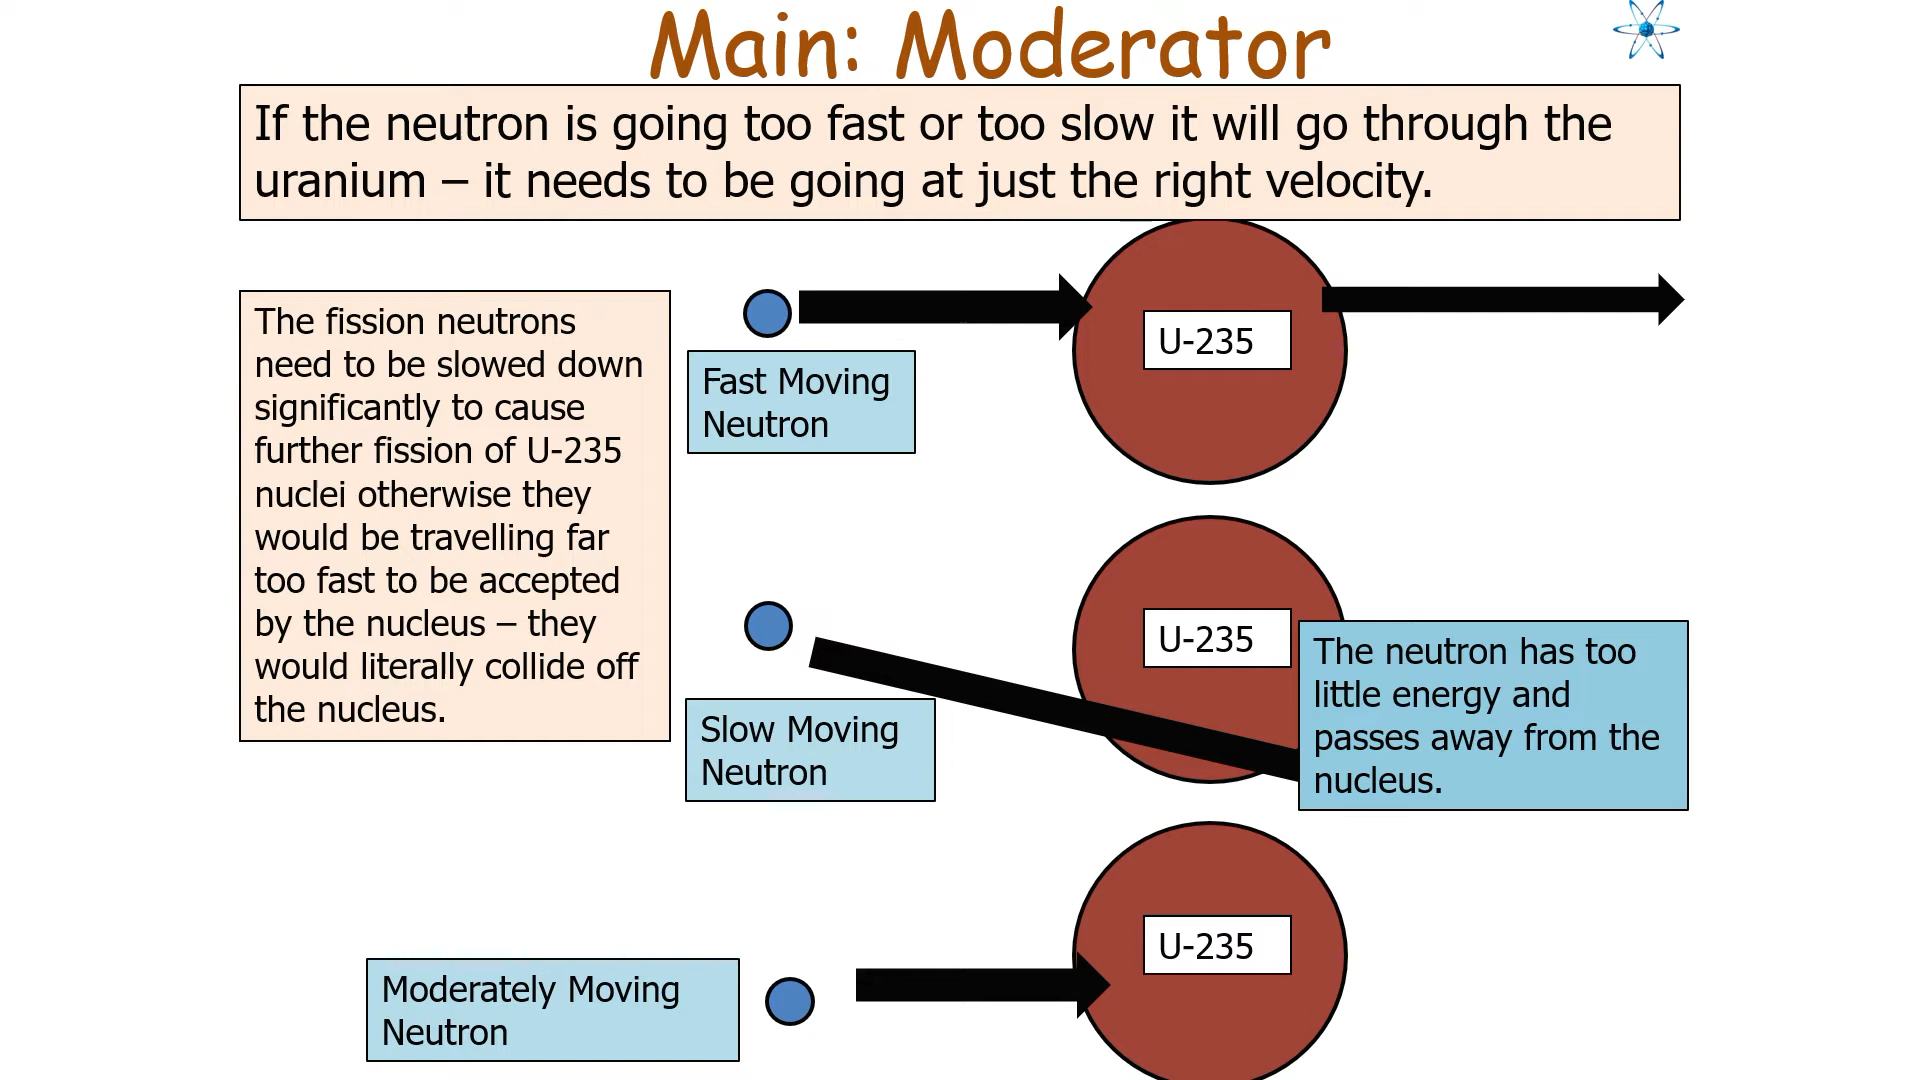 Main: Moderator
If the neutron is going too fast or too slow it will go through the
uranium – it needs to be going at just the right velocity.
The fission neutrons
need to be slowed down
significantly to cause
further fission of U-235
nuclei otherwise they
would be travelling far
too fast to be accepted
by the nucleus – they
would literally collide off
the nucleus.
Fast Moving
Neutron
U-235
Slow Moving
Neutron
U-235
The neutron has too
little energy and
passes away from the
nucleus.
Moderately Moving
Neutron
U-235